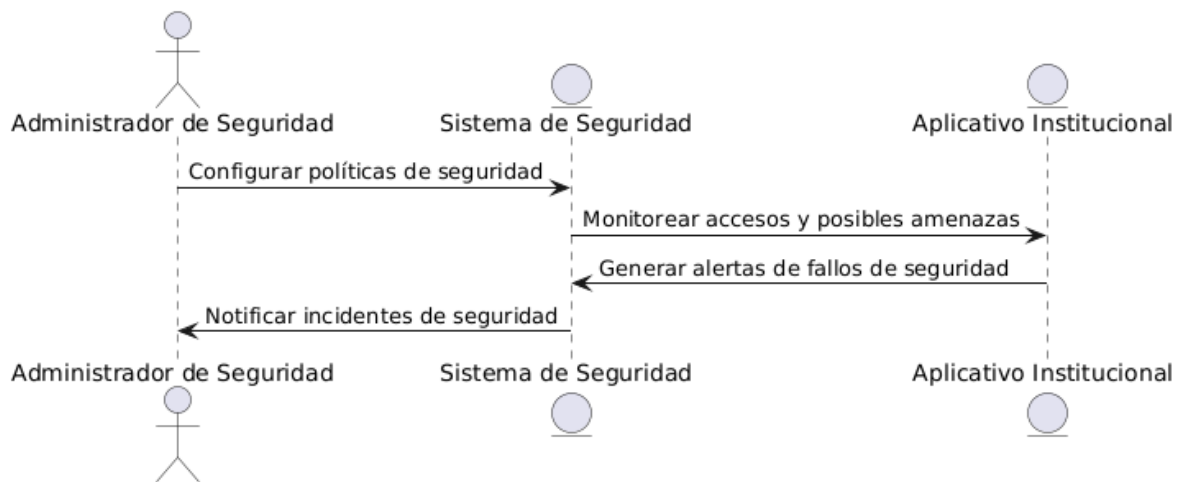 Administrador de Seguridad
Sistema de Seguridad
Aplicativo Institucional
Configurar políticas de seguridad
Monitorear accesos y posibles amenazas
Generar alertas de fallos de seguridad
Notificar incidentes de seguridad
Administrador de Seguridad
Sistema de Seguridad
Aplicativo Institucional